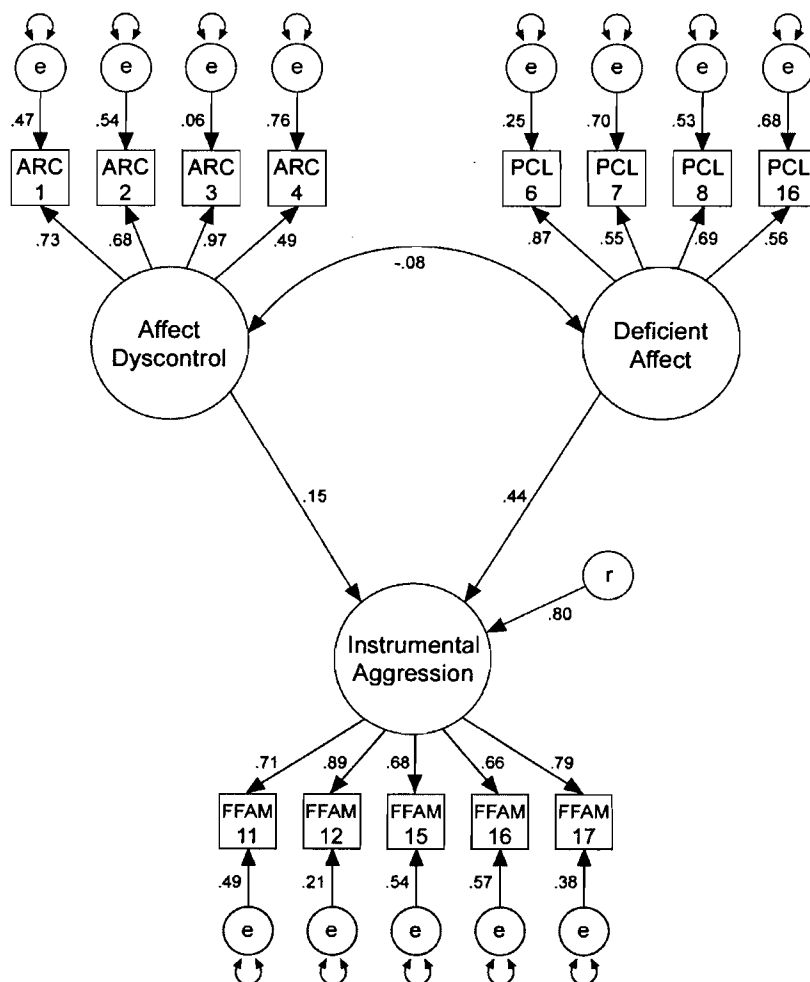 e e e e e e e e
.47 .54 .06 .76 .25 .70 .53 .68
ARC ARC ARC ARC PCL PCL PCL PCL
1 2 3 4 6 7 8 16
.73 .68 .97 .49 .87 .55 .69 .56
-.08
Affect
Dyscontrol
Deficient
Affect
.15 .44
r
.80
Instrumental
Aggression
.71 .89 .68 .66 .79
FFAM FFAM FFAM FFAM FFAM
11 12 15 16 17
.49 .21 .54 .57 .38
e e e e e